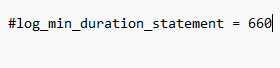 #log_min_duration_statement = 660